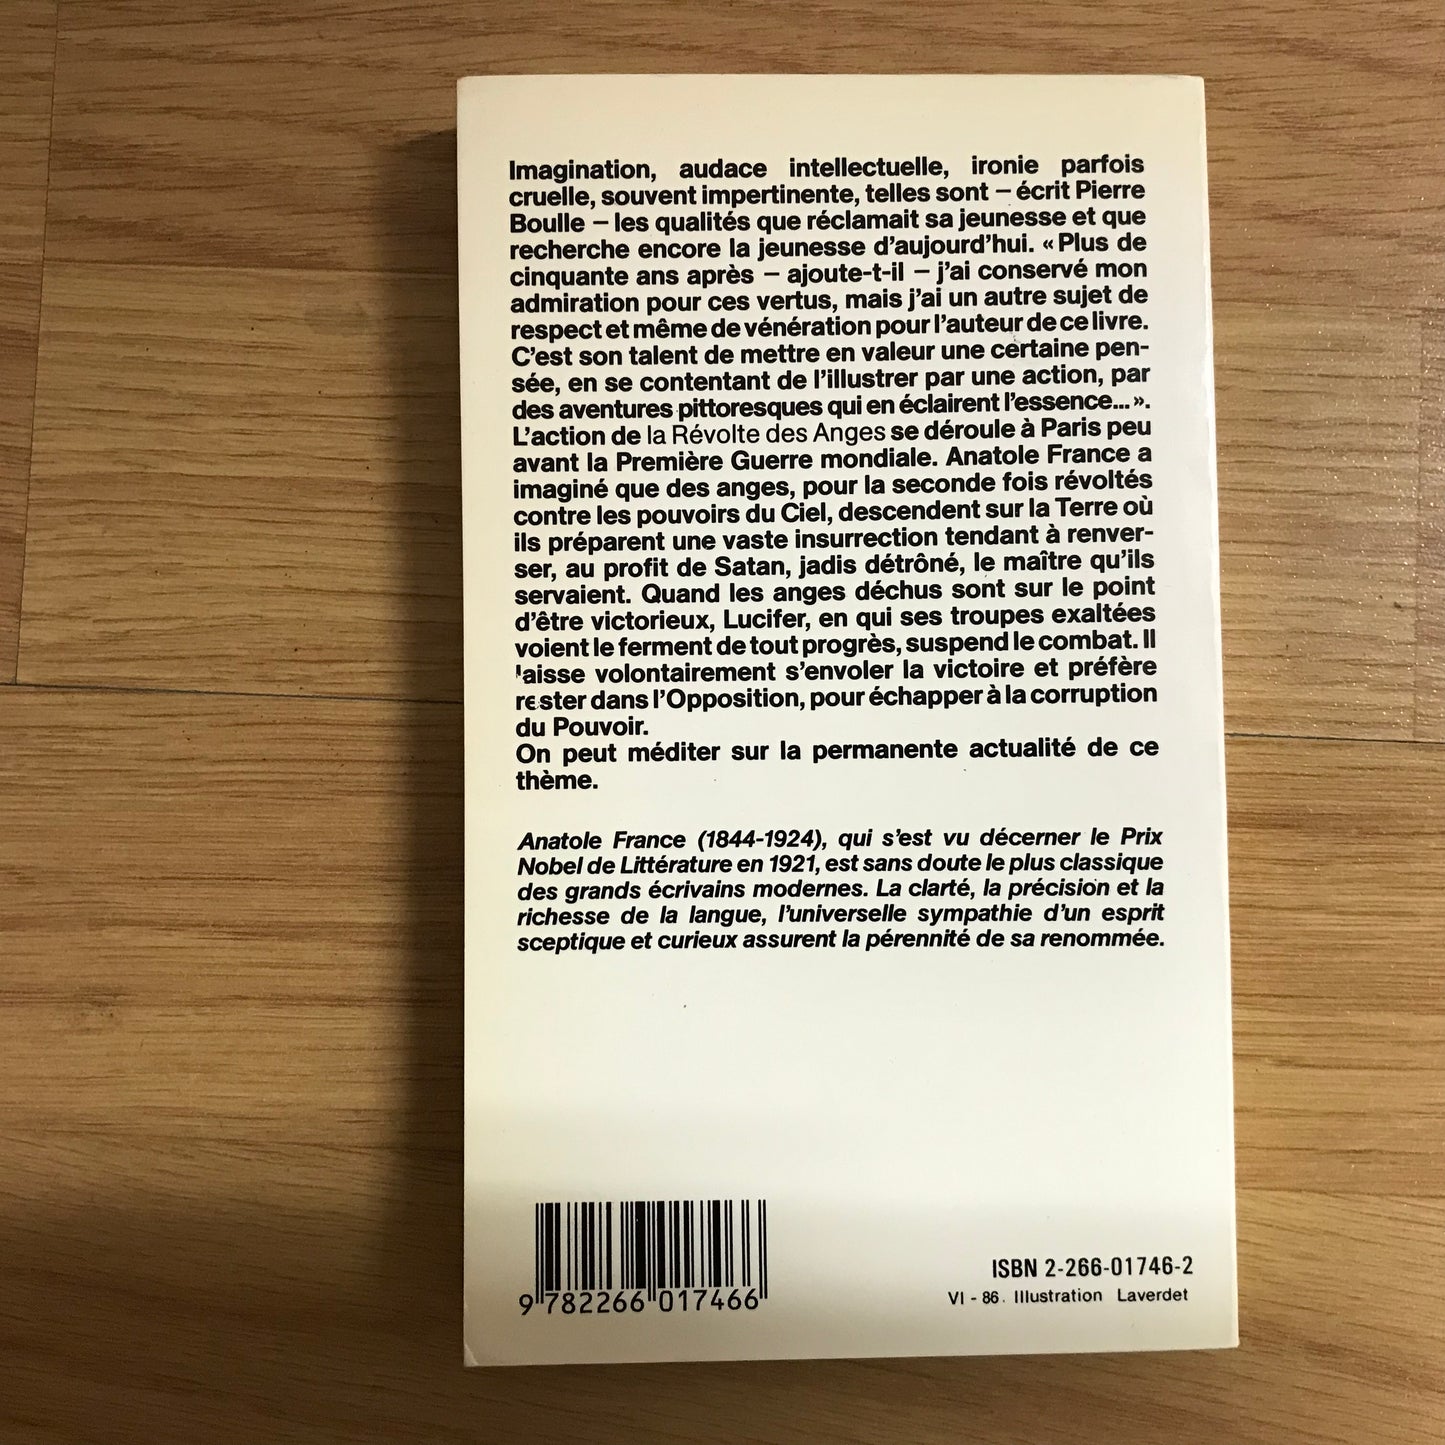 Imagination, audace intellectuelle, ironie parfois
cruelle, souvent impertinente, telles sont – écrit Pierre
Boulle – les qualités que réclamait sa jeunesse et que
recherche encore la jeunesse d'aujourd'hui. « Plus de
cinquante ans après – ajoute-t-il – j'ai conservé mon
admiration pour ces vertus, mais j'ai un autre sujet de
respect et même de vénération pour l'auteur de ce livre.
C'est son talent de mettre en valeur une certaine pen-
sée, en se contentant de l'illustrer par une action, par
des aventures pittoresques qui en éclairent l'essence... ».
L'action de la Révolte des Anges se déroule à Paris peu
avant la Première Guerre mondiale. Anatole France a
imaginé que des anges, pour la seconde fois révoltés
contre les pouvoirs du Ciel, descendent sur la Terre où
ils préparent une vaste insurrection tendant à renver-
ser, au profit de Satan, jadis détrôné, le maître qu'ils
servaient. Quand les anges déchus sont sur le point
d'être victorieux, Lucifer, en qui ses troupes exaltées
voient le ferment de tout progrès, suspend le combat. Il
laisse volontairement s'envoler la victoire et préfère
rester dans l'Opposition, pour échapper à la corruption
du Pouvoir.
On peut méditer sur la permanente actualité de ce
thème.
Anatole France (1844-1924), qui s'est vu décerner le Prix
Nobel de Littérature en 1921, est sans doute le plus classique
des grands écrivains modernes. La clarté, la précision et la
richesse de la langue, l'universelle sympathie d'un esprit
sceptique et curieux assurent la pérennité de sa renommée.
ISBN 2-266-01746-2
VI - 86. Illustration Laverdet
9 782266 017466